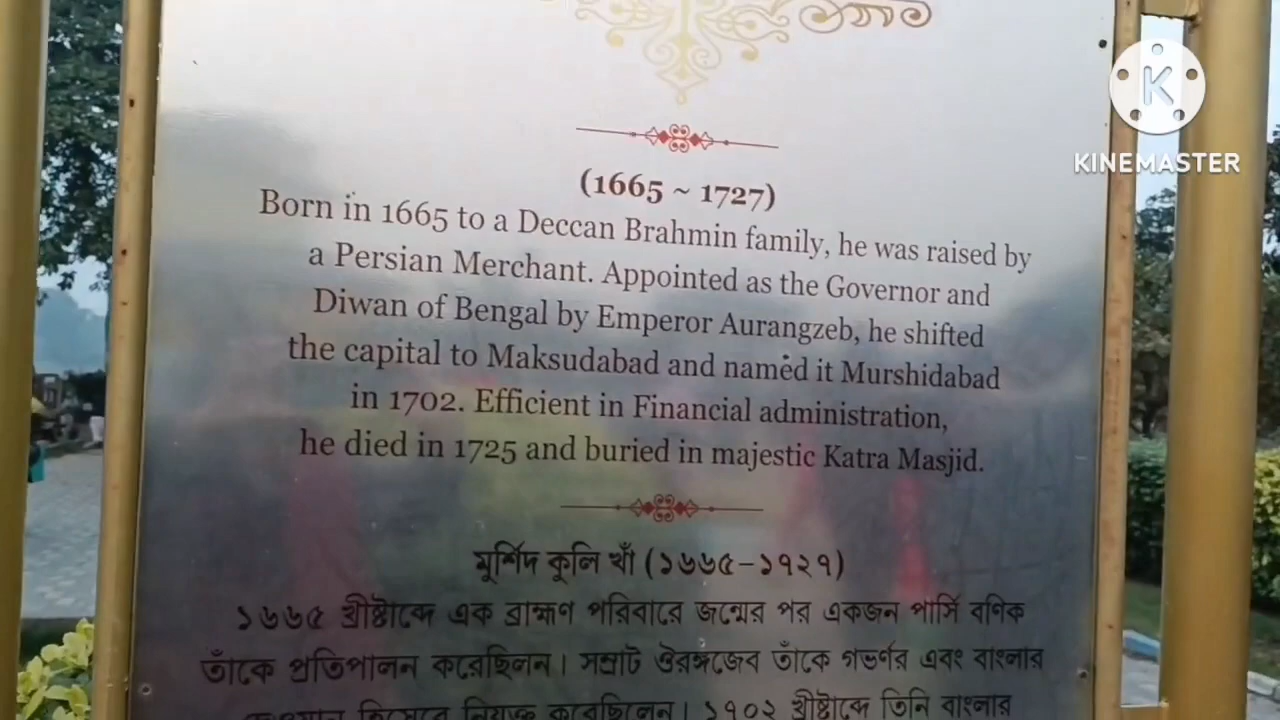 K
KINEMASTER
(1665 ~ 1727)
Born in 1665 to a Deccan Brahmin family, he was raised by
a Persian Merchant. Appointed as the Governor and
Diwan of Bengal by Emperor Aurangzeb, he shifted
the capital to Maksudabad and named it Murshidabad
in 1702. Efficient in Financial administration,
he died in 1725 and buried in majestic Katra Masjid.
মুর্শিদ কুলি খাঁ (১৬৬৫-১৭২৭)
১৬৬৫ খ্রীষ্টাব্দে এক ব্রাহ্মণ পরিবারে জন্মের পর একজন পার্সি বণিক
তাঁকে প্রতিপালন করেছিলন। সম্রাট ঔরঙ্গজেব তাঁকে গভর্ণর এবং বাংলার
হিসেবে নিযুক্ত করেছিলেন। ১৭০২ খ্রীষ্টাব্দে তিনি বাংলার